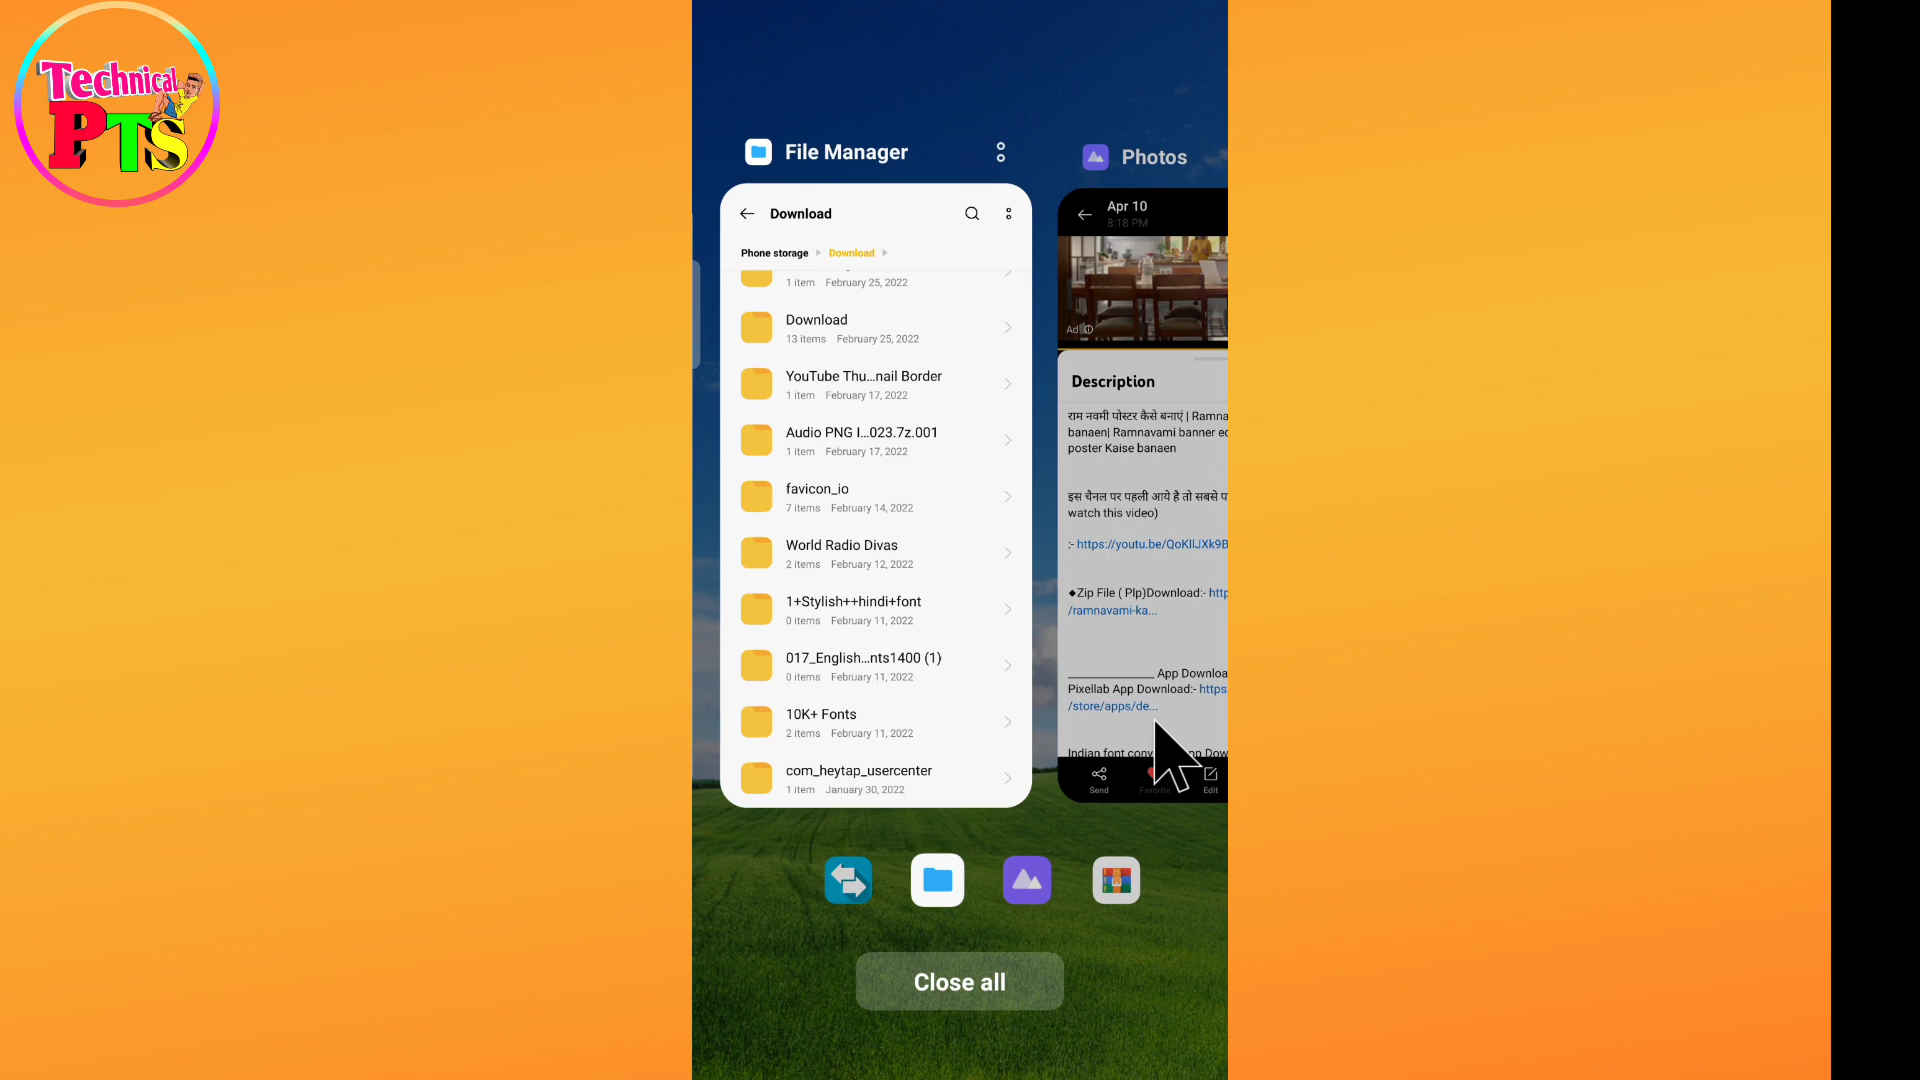 Technical
PTS
File Manager
Download
Phone storage
Download
1 item February 25, 2022
Download
13 items February 25, 2022
YouTube Thu...nail Border
1 item February 17, 2022
Audio PNG I...023.7z.001
1 item February 17, 2022
favicon_io
7 items February 14, 2022
World Radio Divas
2 items February 12, 2022
1+Stylish++hindi+font
0 items February 11, 2022
017_English...nts1400 (1)
0 items February 11, 2022
10K+ Fonts
2 items February 11, 2022
com_heytap_usercenter
1 item January 30, 2022
Photos
Apr 10
8:18 PM
Ad
Description
राम नवमी पोस्टर कैसे बनाएं | Ramna
banaen| Ramnavami banner ed
poster Kaise banaen
इस चैनल पर पहली आये है तो सबसे प
watch this video)
:- https://youtu.be/QoKIlJXk9B
◆Zip File ( Plp)Download:- http
/ramnavami-ka...
______________ App Downloa
Pixellab App Download:- https:
/store/apps/de...
Indian font
Send
Favorite
Edit
Close all